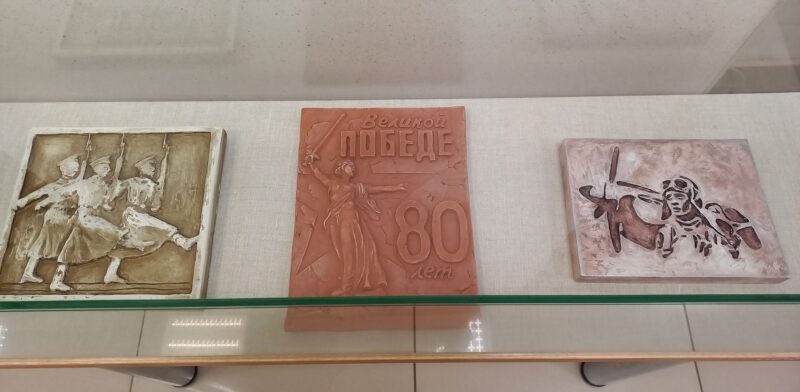 Великой
ПОБЕДЕ
80
лет